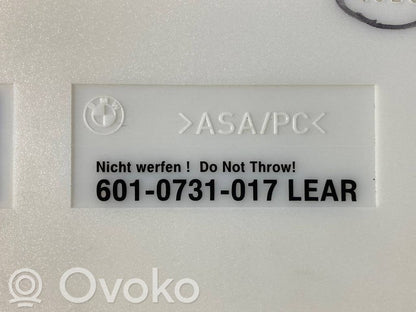 >ASA/PC<
Nicht werfen ! Do Not Throw!
601-0731-017 LEAR
Ovoko